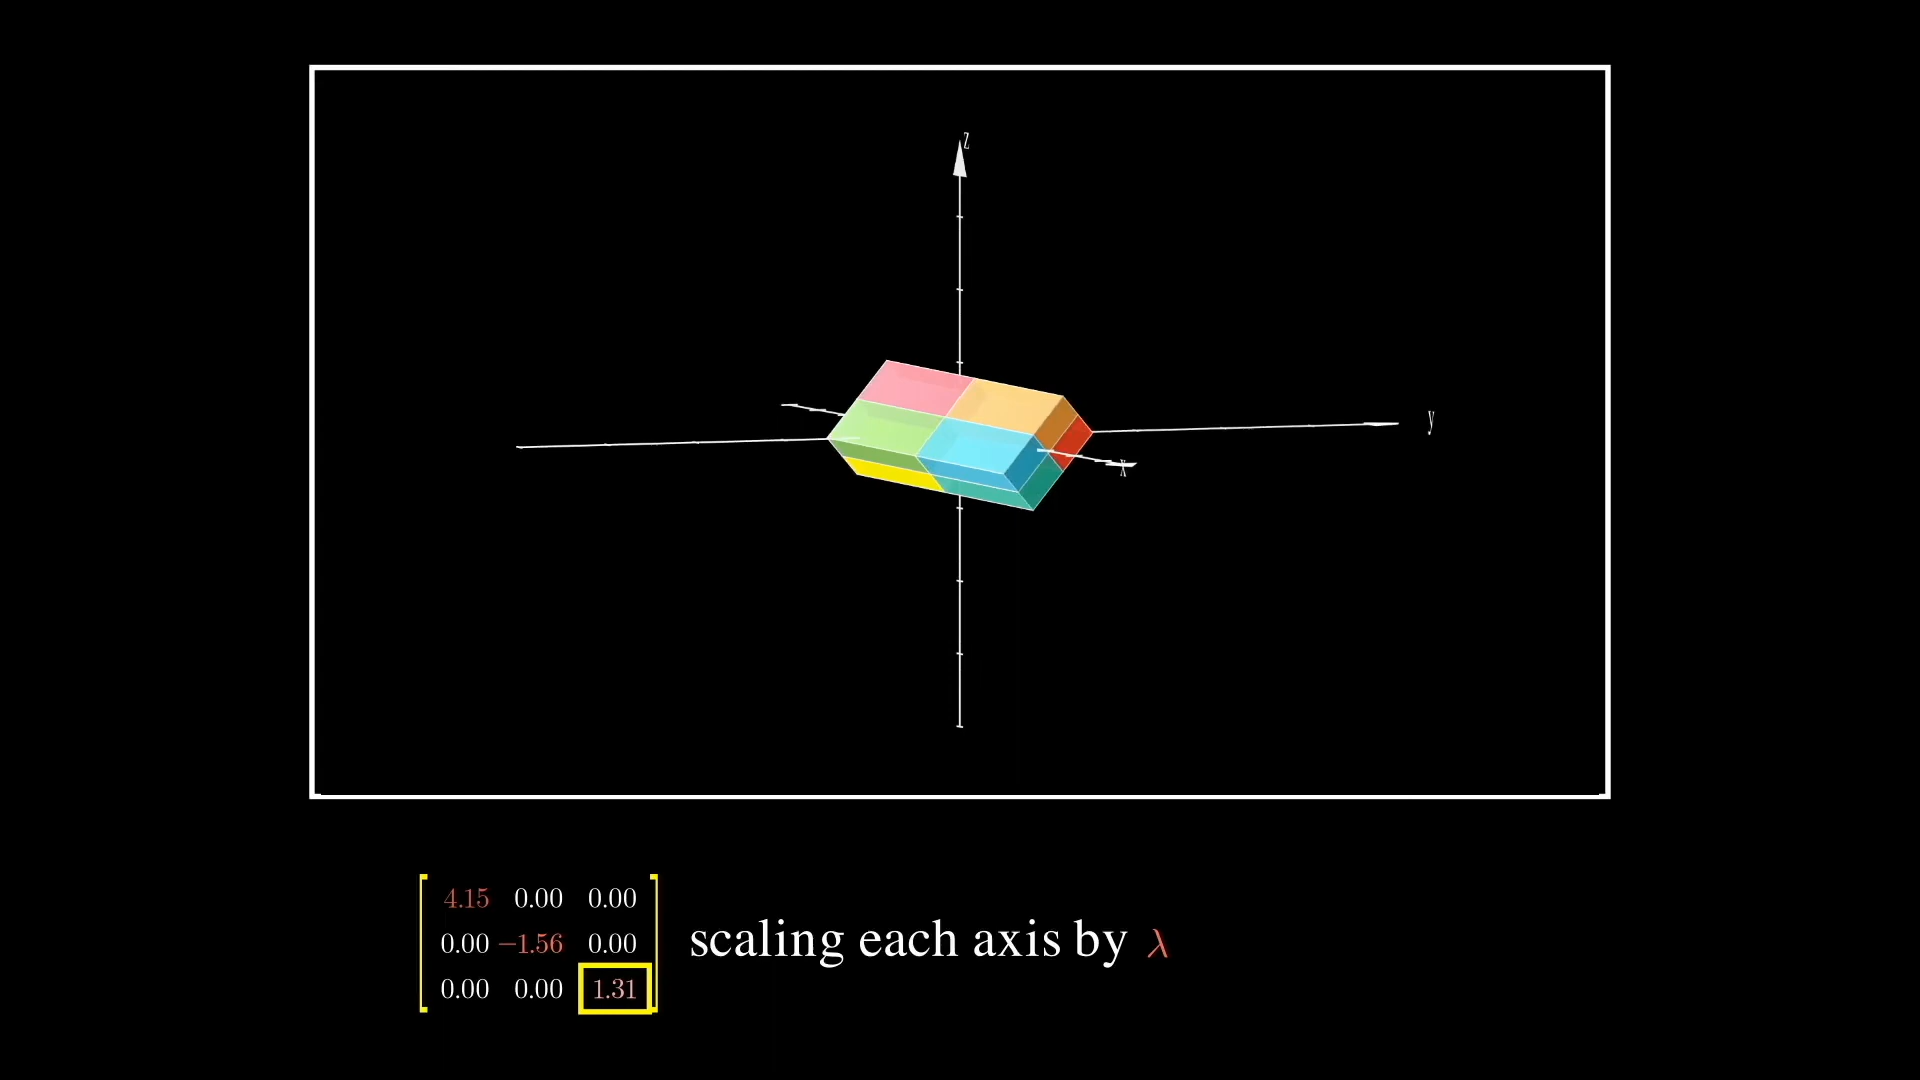 z
y
x
4.15 0.00 0.00
0.00 −1.56 0.00
0.00 0.00 1.31
scaling each axis by λ